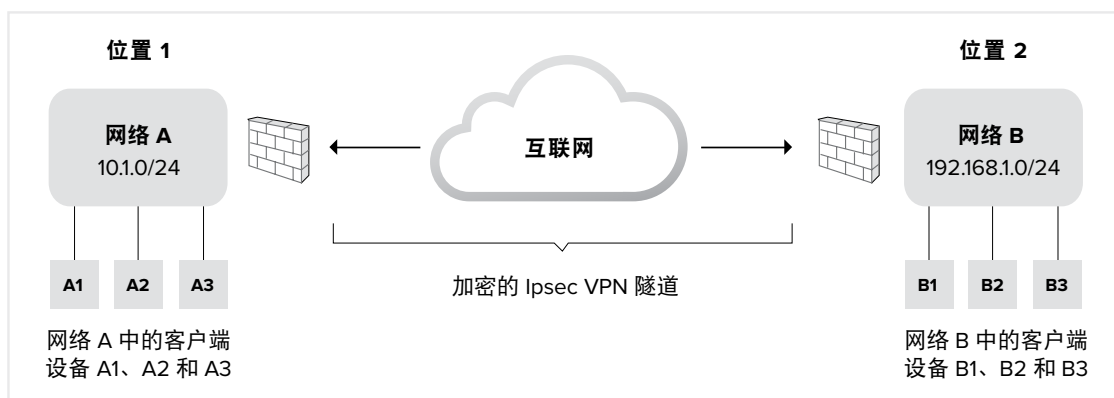 位置 1
网络 A
10.1.0/24
A1
A2
A3
网络 A 中的客户端
设备 A1、A2 和 A3
互联网
加密的 Ipsec VPN 隧道
位置 2
网络 B
192.168.1.0/24
B1
B2
B3
网络 B 中的客户端
设备 B1、B2 和 B3